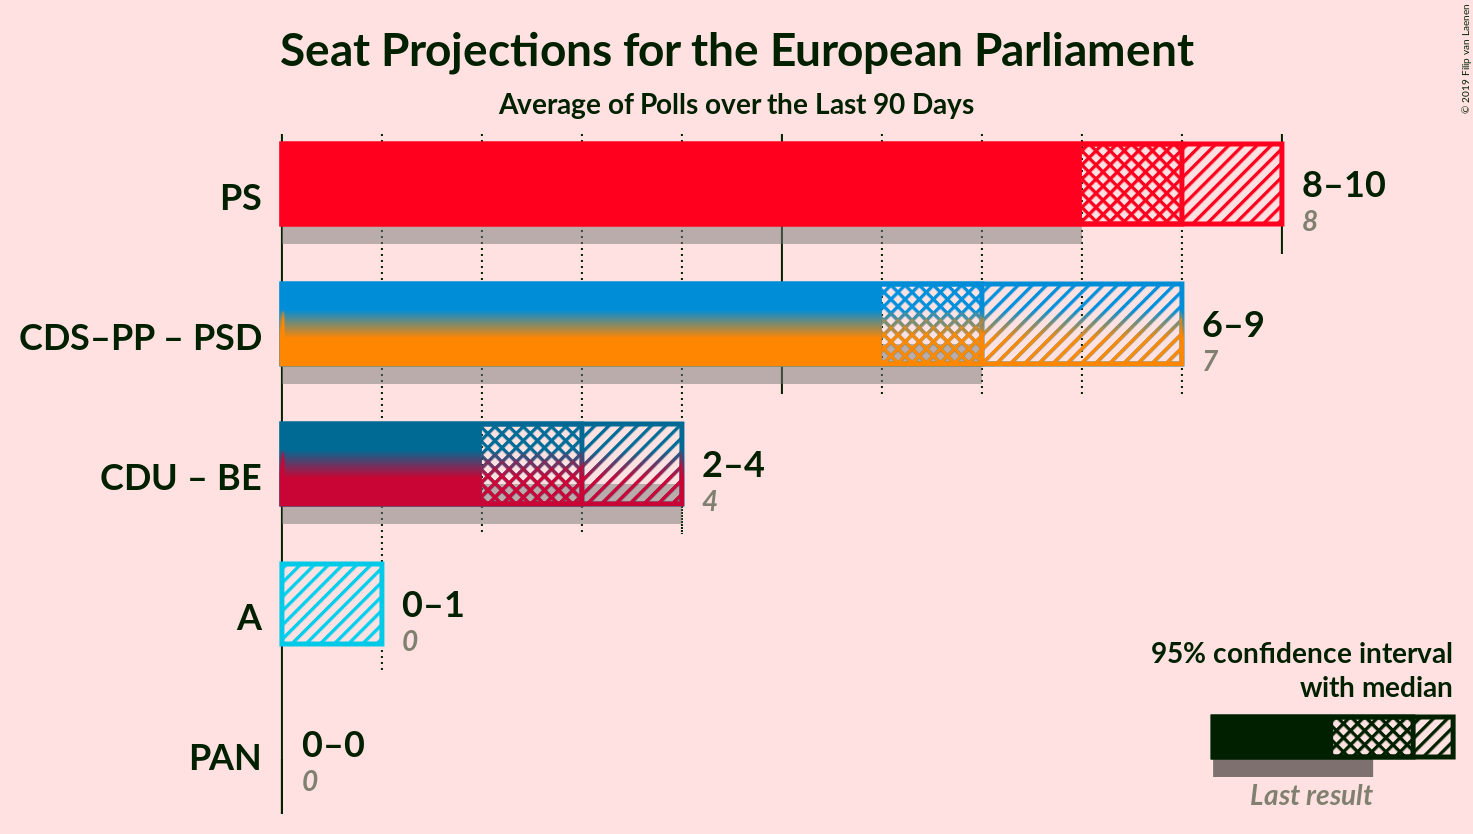 Seat Projections for the European Parliament
Average of Polls over the Last 90 Days
© 2019 Filip van Laenen
PS
8–10
8
CDS–PP – PSD
6–9
7
CDU – BE
2–4
4
A
0–1
0
PAN
0–0
0
95% confidence interval
with median
Last result